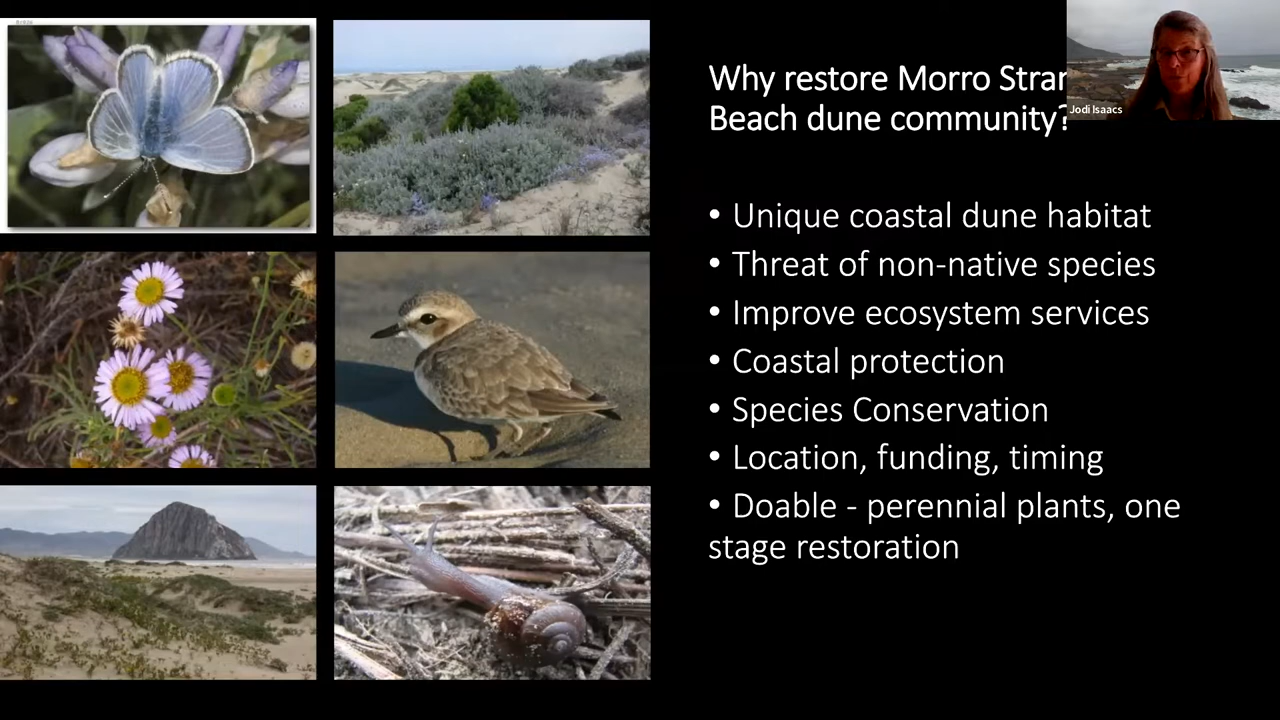 Why restore Morro Stran
Beach dune community?
Jodi Isaacs
• Unique coastal dune habitat
• Threat of non-native species
• Improve ecosystem services
• Coastal protection
• Species Conservation
• Location, funding, timing
• Doable - perennial plants, one
stage restoration